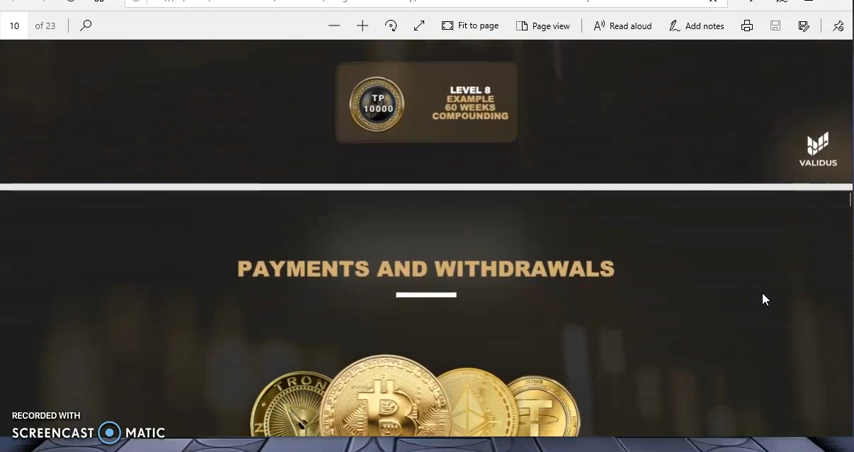 10 of 23
Fit to page
Page view
Read aloud
Add notes
TP
10000
LEVEL 8
EXAMPLE
60 WEEKS
COMPOUNDING
VALIDUS
PAYMENTS AND WITHDRAWALS
TRON
RECORDED WITH
SCREENCAST MATIC